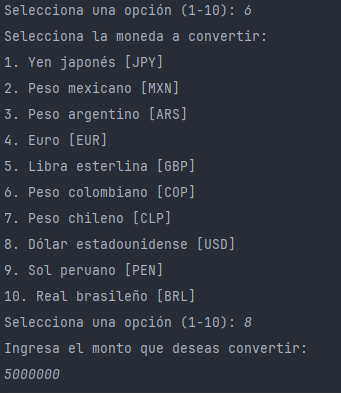 Selecciona una opción (1-10): 6
Selecciona la moneda a convertir:
1. Yen japonés [JPY]
2. Peso mexicano [MXN]
3. Peso argentino [ARS]
4. Euro [EUR]
5. Libra esterlina [GBP]
6. Peso colombiano [COP]
7. Peso chileno [CLP]
8. Dólar estadounidense [USD]
9. Sol peruano [PEN]
10. Real brasileño [BRL]
Selecciona una opción (1-10): 8
Ingresa el monto que deseas convertir:
5000000